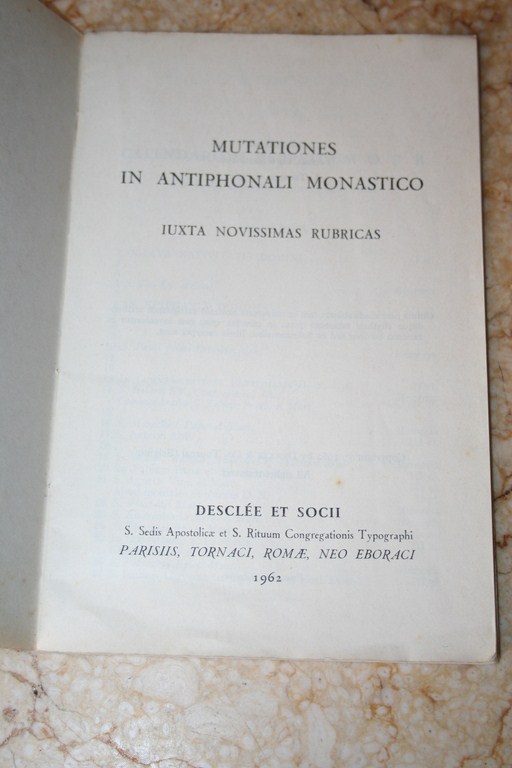 MUTATIONES
IN ANTIPHONALI MONASTICO
IUXTA NOVISSIMAS RUBRICAS
DESCLÉE ET SOCII
S. Sedis Apostolicæ et S. Rituum Congregationis Typographi
PARISIIS, TORNACI, ROMÆ, NEO EBORACI
1962